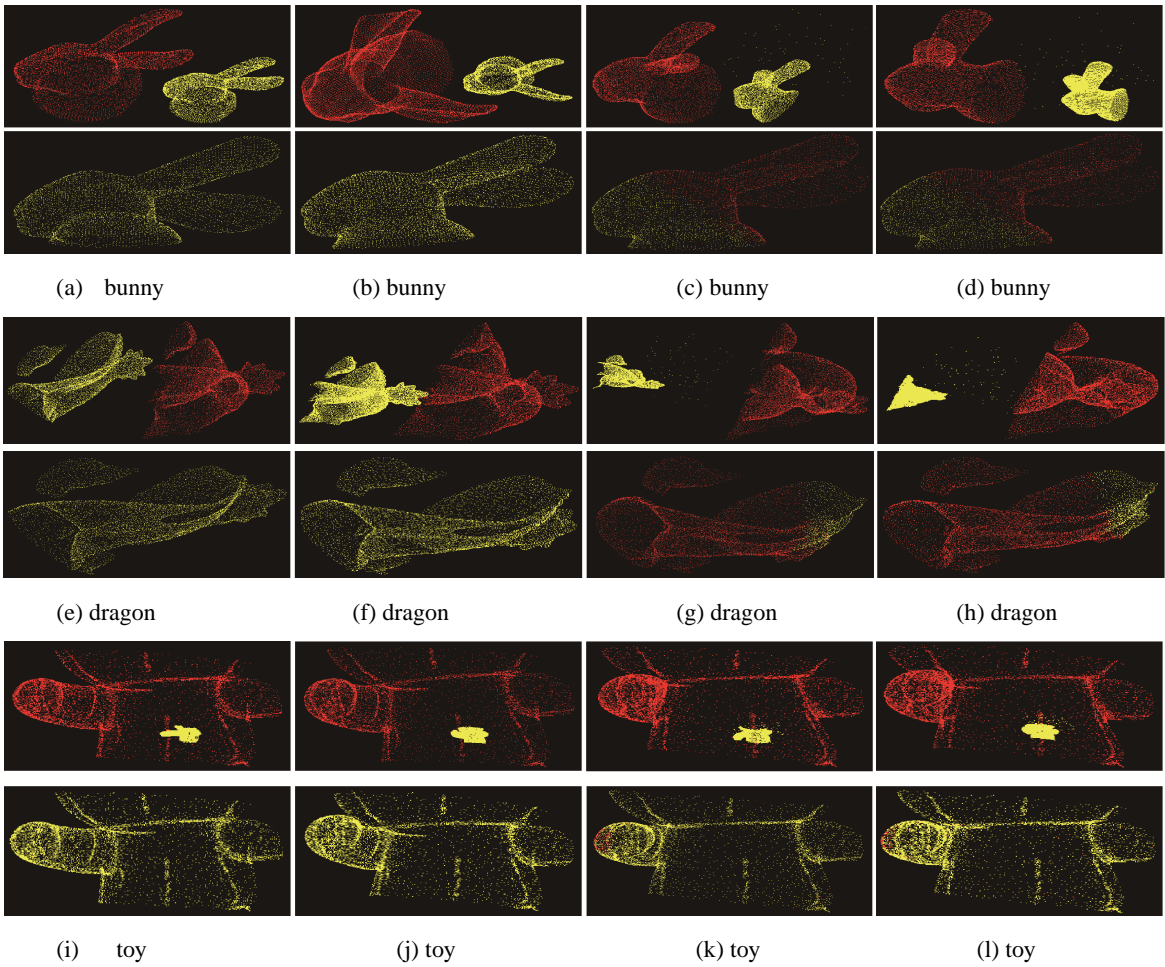 (a) bunny (b) bunny (c) bunny (d) bunny
(e) dragon (f) dragon (g) dragon (h) dragon
(i) toy (j) toy (k) toy (l) toy